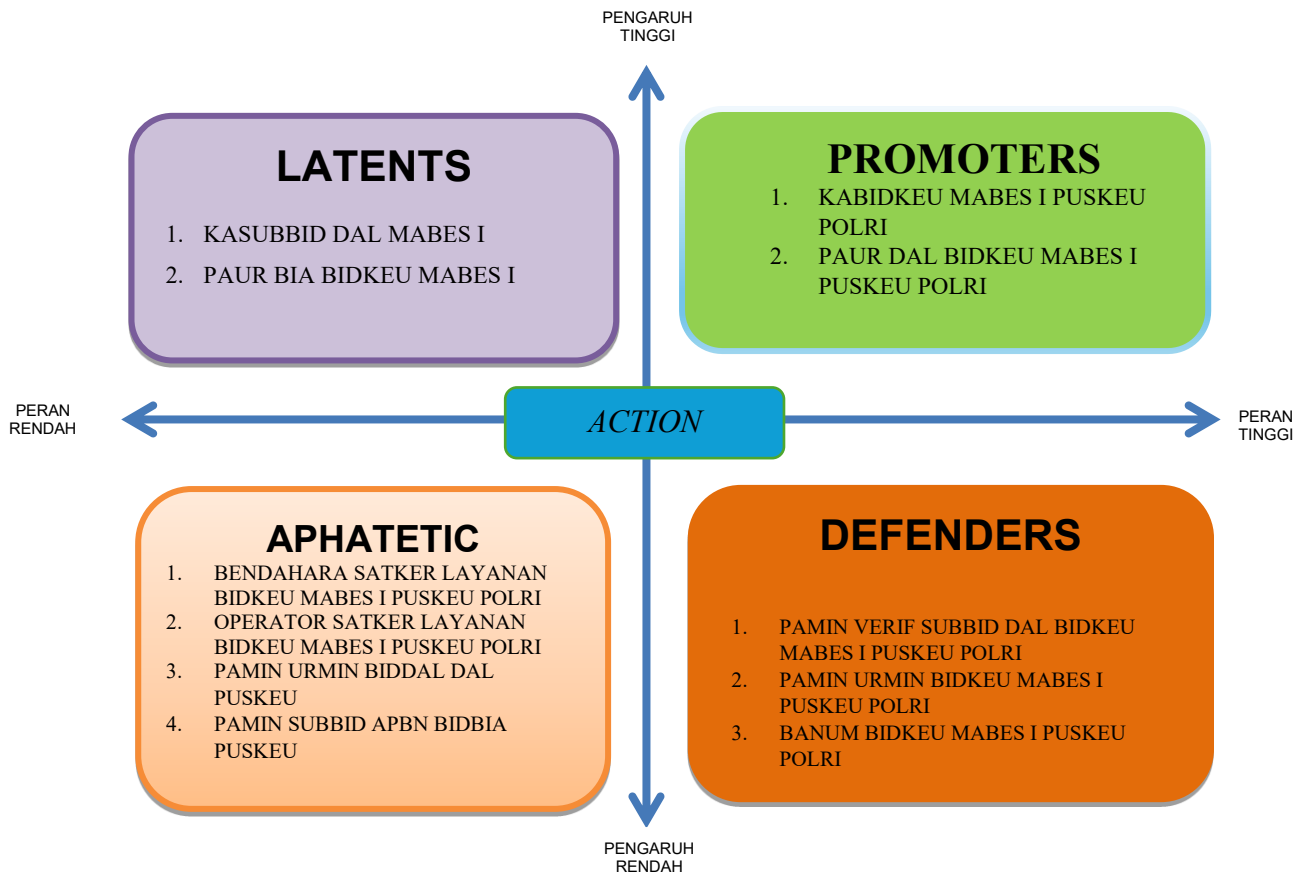 PENGARUH
TINGGI
LATENTS
1. KASUBBID DAL MABES I
2. PAUR BIA BIDKEU MABES I
PROMOTERS
1. KABIDKEU MABES I PUSKEU
POLRI
2. PAUR DAL BIDKEU MABES I
PUSKEU POLRI
PERAN
RENDAH
ACTION
PERAN
TINGGI
APHATETIC
1. BENDAHARA SATKER LAYANAN
BIDKEU MABES I PUSKEU POLRI
2. OPERATOR SATKER LAYANAN
BIDKEU MABES I PUSKEU POLRI
3. PAMIN URMIN BIDDAL DAL
PUSKEU
4. PAMIN SUBBID APBN BIDBIA
PUSKEU
DEFENDERS
1. PAMIN VERIF SUBBID DAL BIDKEU
MABES I PUSKEU POLRI
2. PAMIN URMIN BIDKEU MABES I
PUSKEU POLRI
3. BANUM BIDKEU MABES I PUSKEU
POLRI
PENGARUH
RENDAH